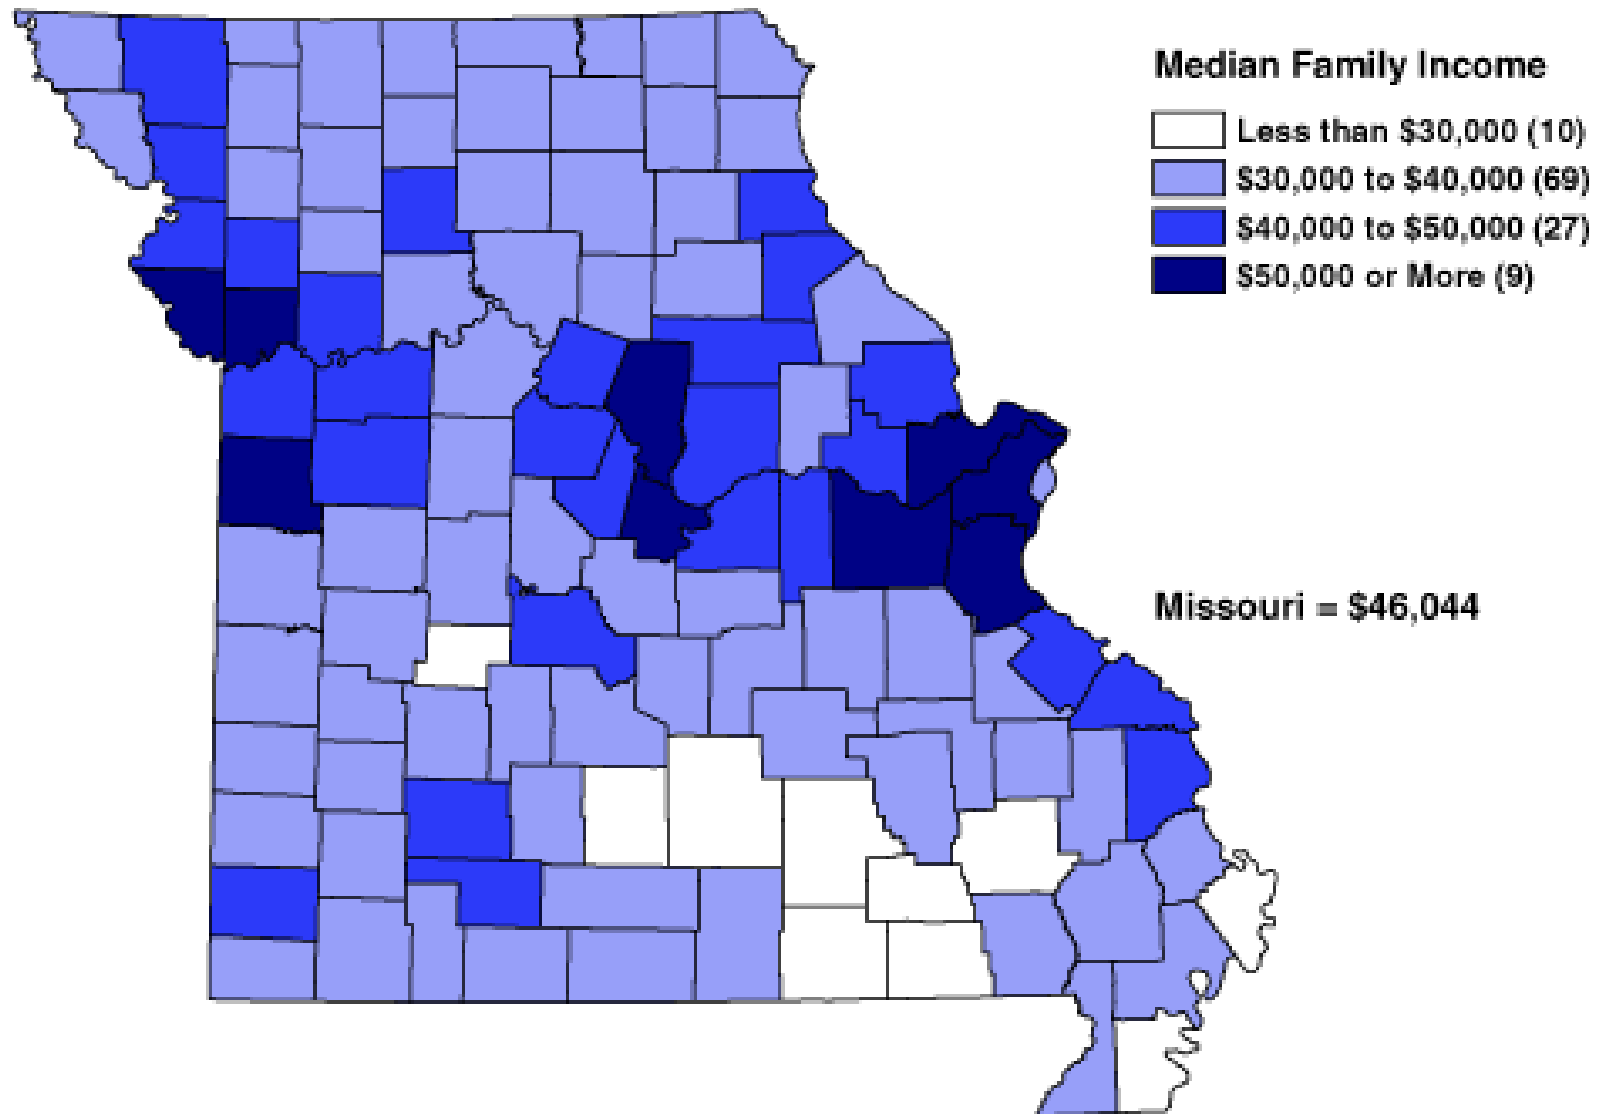 Median Family Income
Less than $30,000 (10)
$30,000 to $40,000 (69)
$40,000 to $50,000 (27)
$50,000 or More (9)
Missouri = $46,044